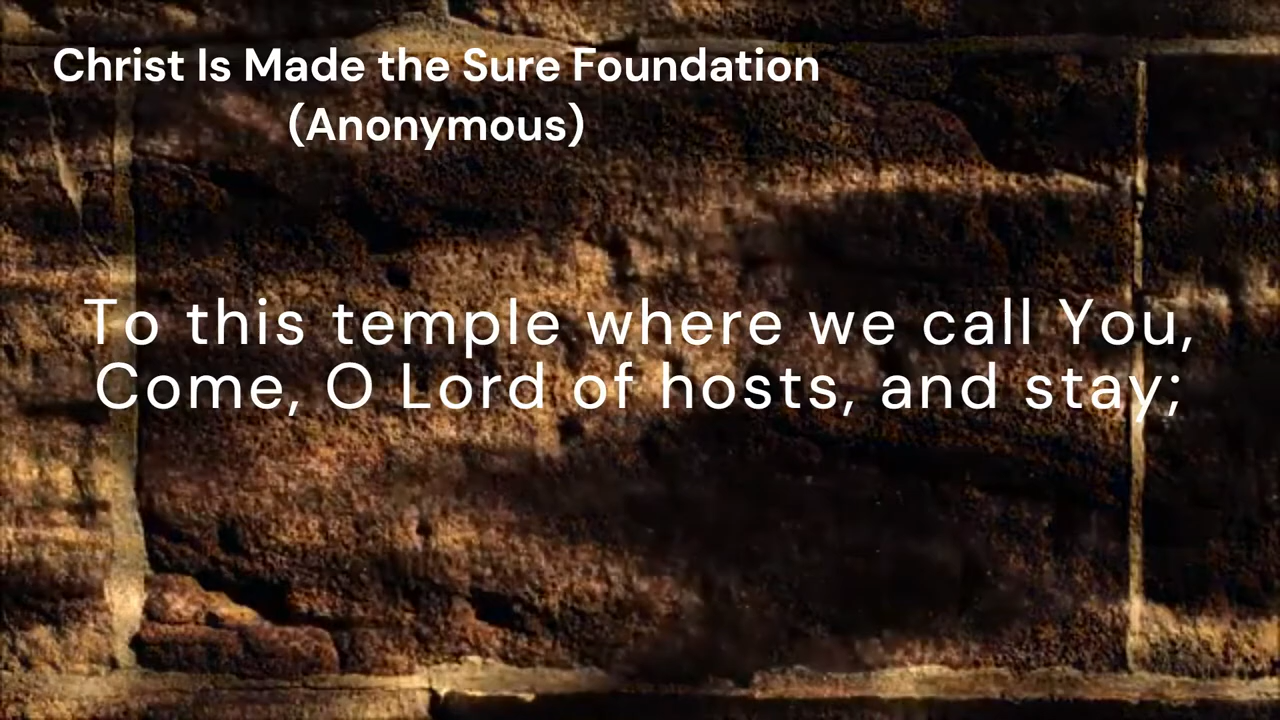 Christ Is Made the Sure Foundation
(Anonymous)
To this temple where we call You,
Come, O Lord of hosts, and stay;